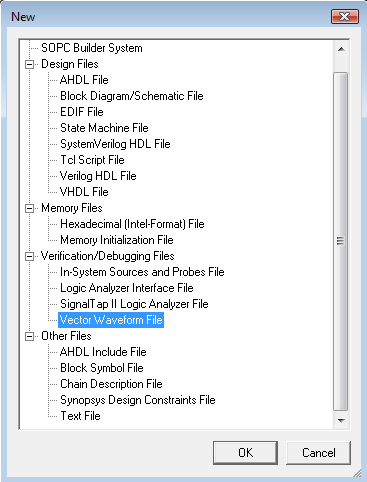 New
SOPC Builder System
Design Files
AHDL File
Block Diagram/Schematic File
EDIF File
State Machine File
SystemVerilog HDL File
Tcl Script File
Verilog HDL File
VHDL File
Memory Files
Hexadecimal (Intel-Format) File
Memory Initialization File
Verification/Debugging Files
In-System Sources and Probes File
Logic Analyzer Interface File
SignalTap II Logic Analyzer File
Vector Waveform File
Other Files
AHDL Include File
Block Symbol File
Chain Description File
Synopsys Design Constraints File
Text File
OK Cancel